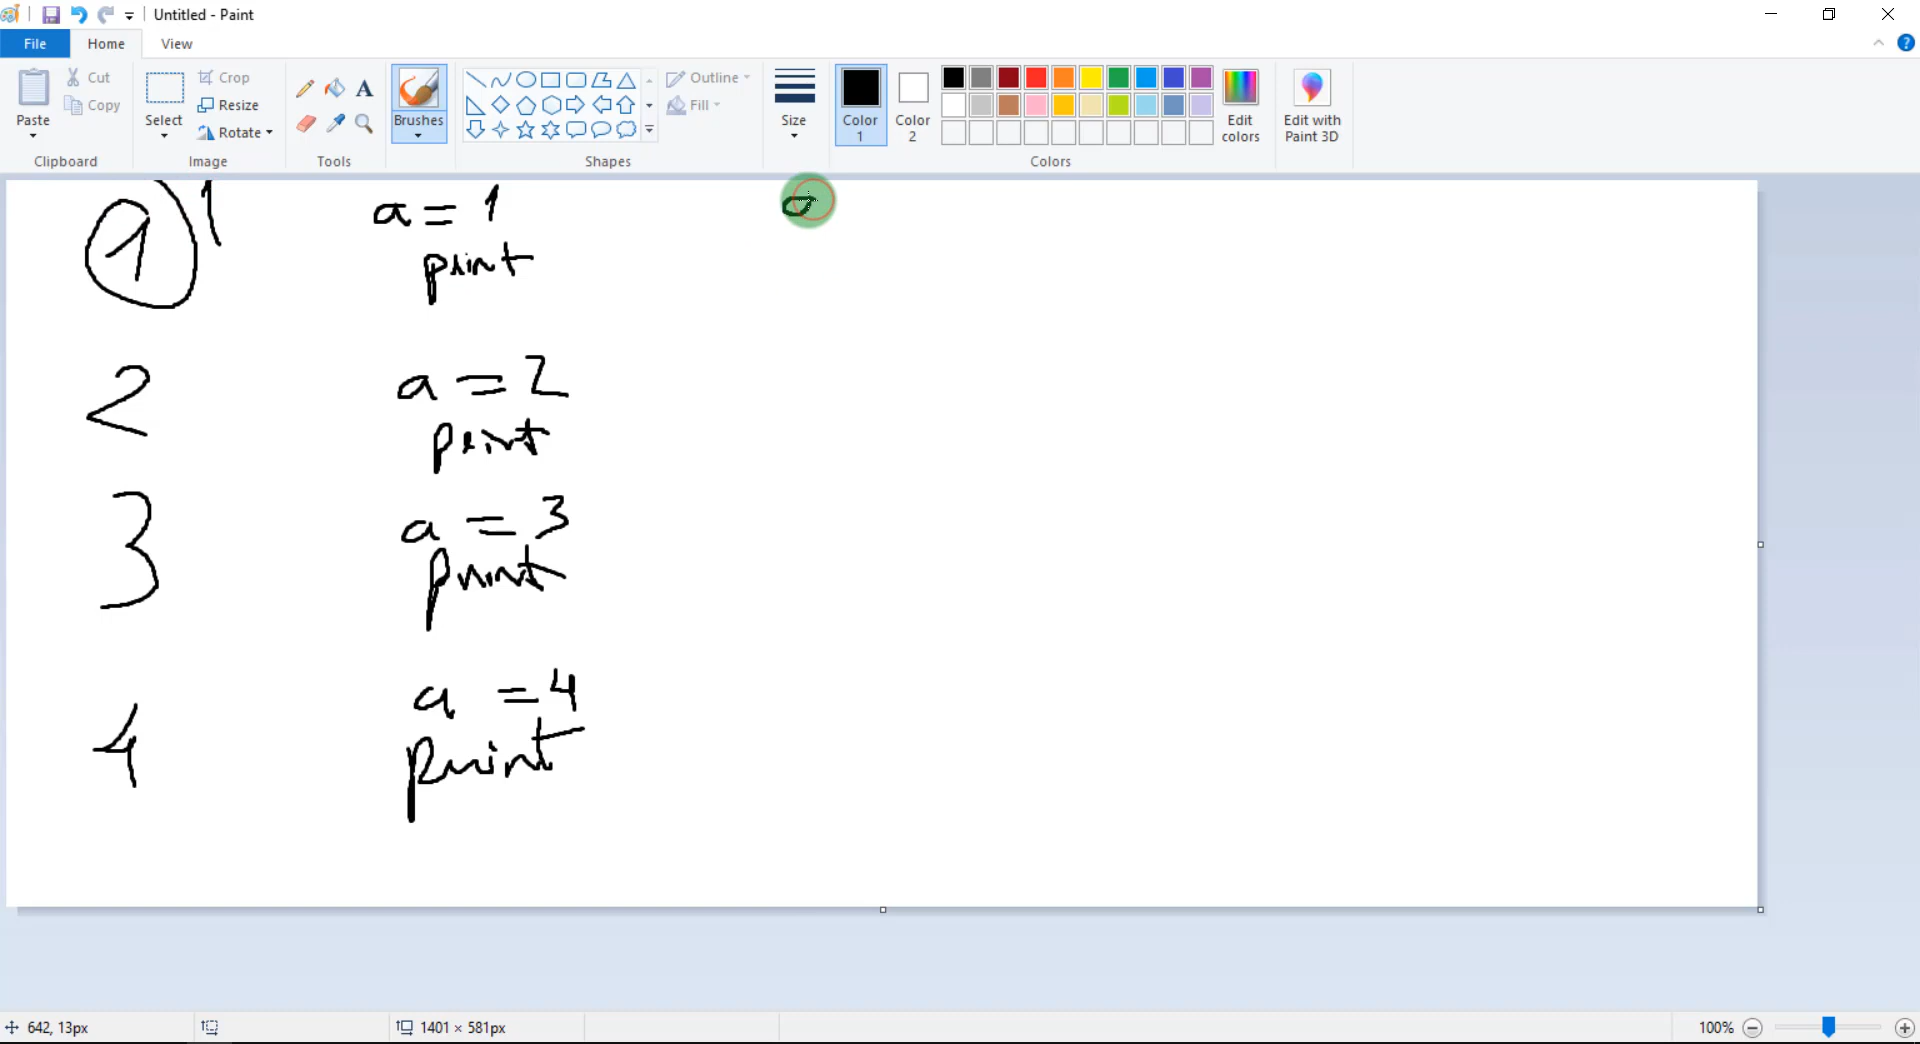 Untitled - Paint
File Home View
Paste
Cut
Copy
Clipboard
Select
Crop
Resize
Rotate
Image
A
Tools
Brushes
Outline
Fill
Shapes
Size
Color 1
Color 2
Edit colors
Colors
Edit with Paint 3D
1 1 a = 1 a
print
2 a = 2
print
3 a = 3
print
4 a = 4
print
642, 13px 1401 × 581px 100%